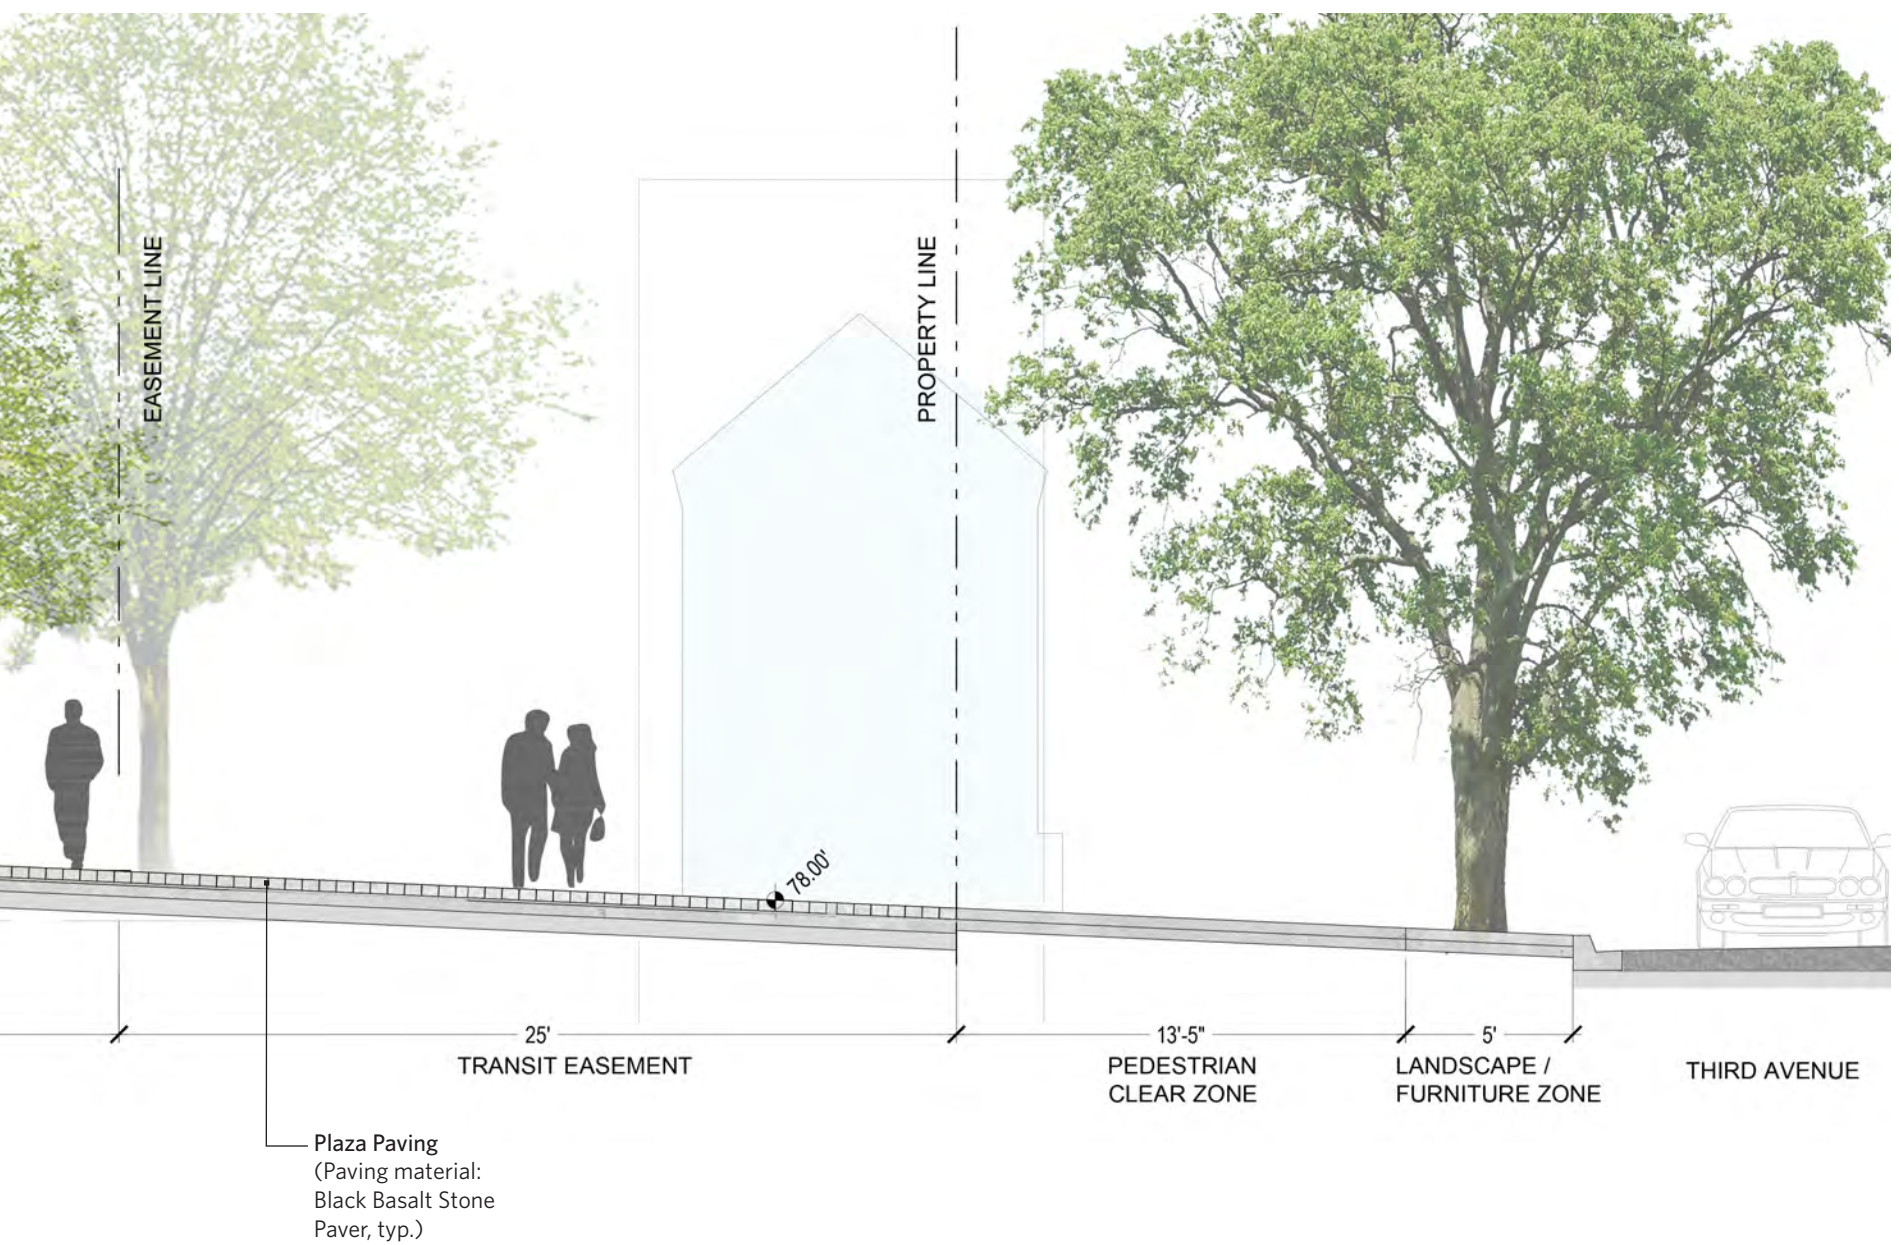 EASEMENT LINE
PROPERTY LINE
78.00'
25'
TRANSIT EASEMENT
13'-5"
PEDESTRIAN
CLEAR ZONE
5'
LANDSCAPE /
FURNITURE ZONE
THIRD AVENUE
Plaza Paving
(Paving material:
Black Basalt Stone
Paver, typ.)